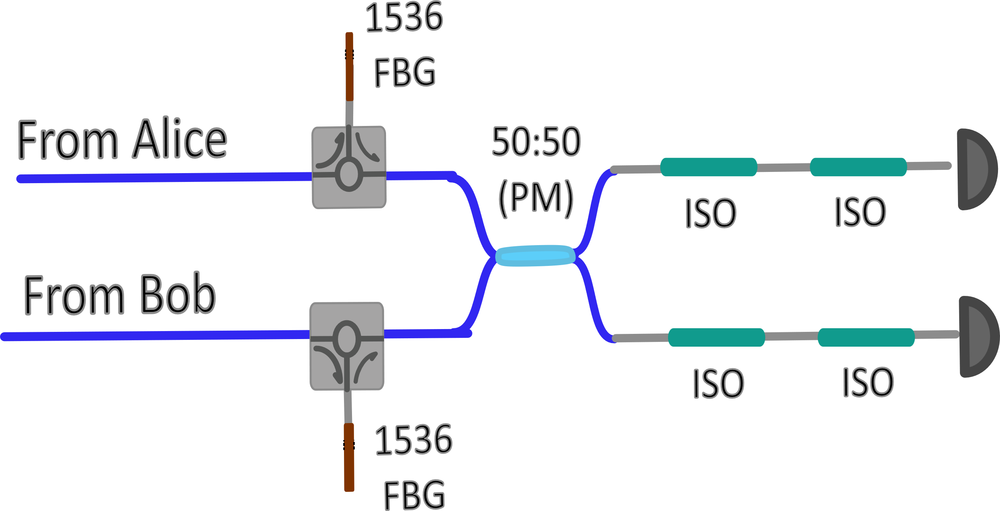 1536
FBG
From Alice
50:50
(PM)
ISO
ISO
From Bob
ISO
ISO
1536
FBG